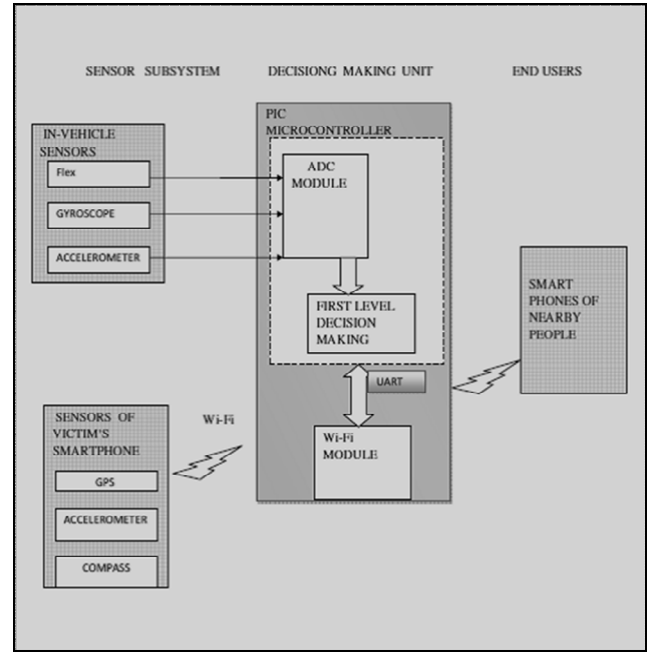 SENSOR SUBSYSTEM
DECISIONG MAKING UNIT
END USERS
IN-VEHICLE
SENSORS
Flex
GYROSCOPE
ACCELEROMETER
PIC
MICROCONTROLLER
ADC
MODULE
FIRST LEVEL
DECISION
MAKING
UART
Wi-Fi
MODULE
SMART
PHONES OF
NEARBY
PEOPLE
SENSORS OF
VICTIM'S
SMARTPHONE
GPS
ACCELEROMETER
COMPASS
Wi-Fi